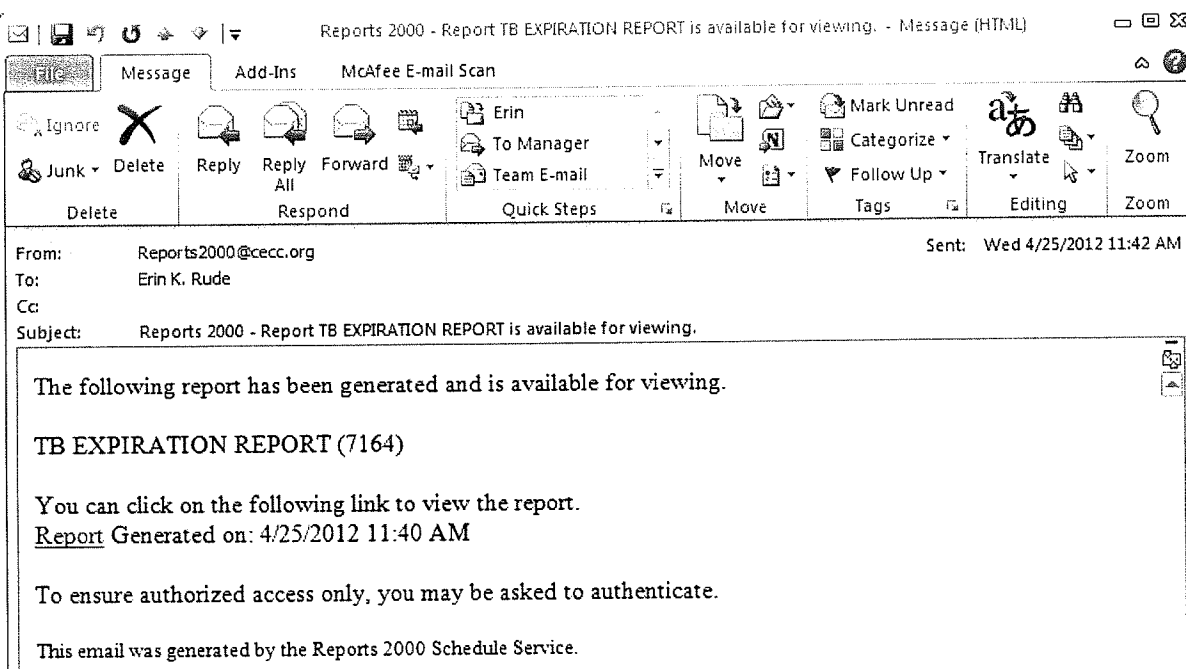 Reports 2000 - Report TB EXPIRATION REPORT is available for viewing. - Message (HTML)
File Message Add-Ins McAfee E-mail Scan
Ignore
Junk
Delete
Delete
Reply
Reply All
Forward
Respond
Erin
To Manager
Team E-mail
Quick Steps
Move
Move
Mark Unread
Categorize
Follow Up
Tags
Translate
Editing
Zoom
Zoom
From: Reports2000@cecc.org Sent: Wed 4/25/2012 11:42 AM
To: Erin K. Rude
Cc:
Subject: Reports 2000 - Report TB EXPIRATION REPORT is available for viewing.
The following report has been generated and is available for viewing.
TB EXPIRATION REPORT (7164)
You can click on the following link to view the report.
Report Generated on: 4/25/2012 11:40 AM
To ensure authorized access only, you may be asked to authenticate.
This email was generated by the Reports 2000 Schedule Service.